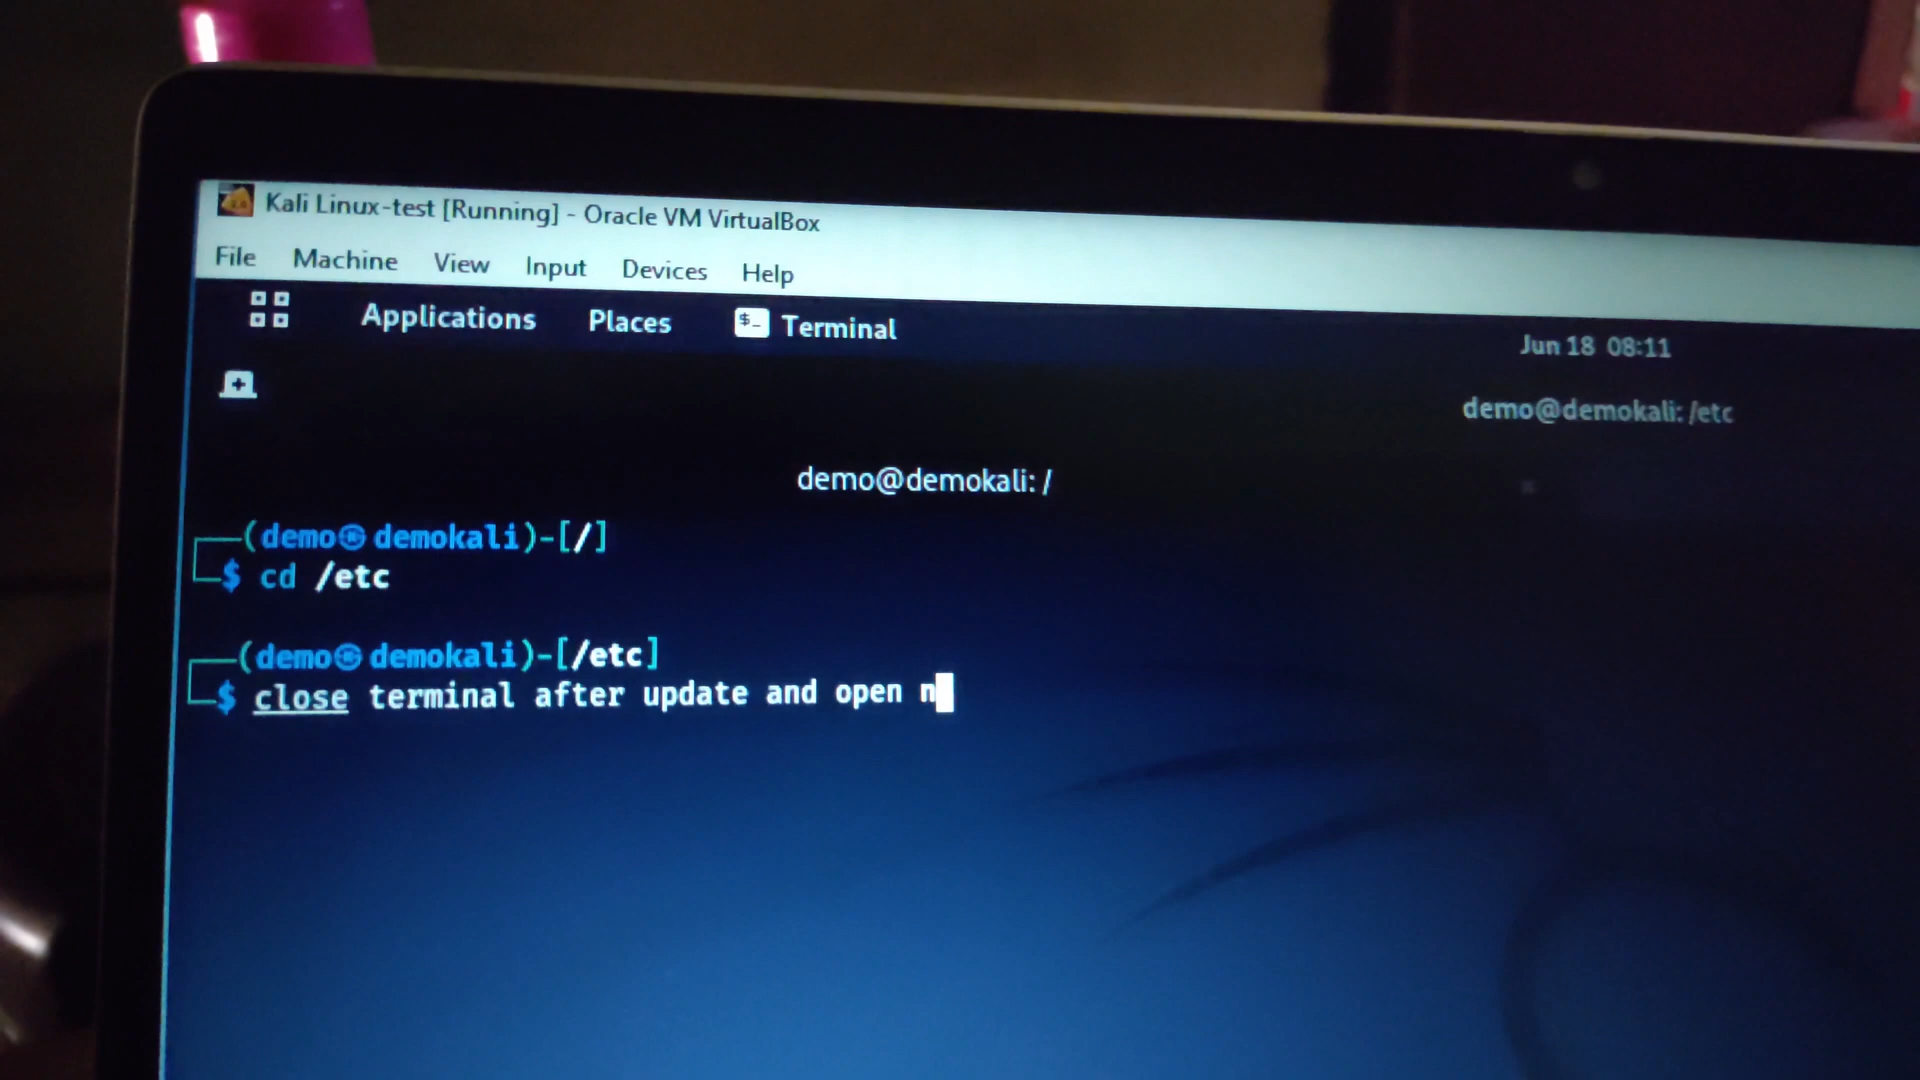 Kali Linux-test [Running] - Oracle VM VirtualBox
File Machine View Input Devices Help
Applications Places $_ Terminal Jun 18 08:11
demo@demokali: /etc
demo@demokali: /
(demo㉿demokali)-[/]
$ cd /etc
(demo㉿demokali)-[/etc]
$ close terminal after update and open n